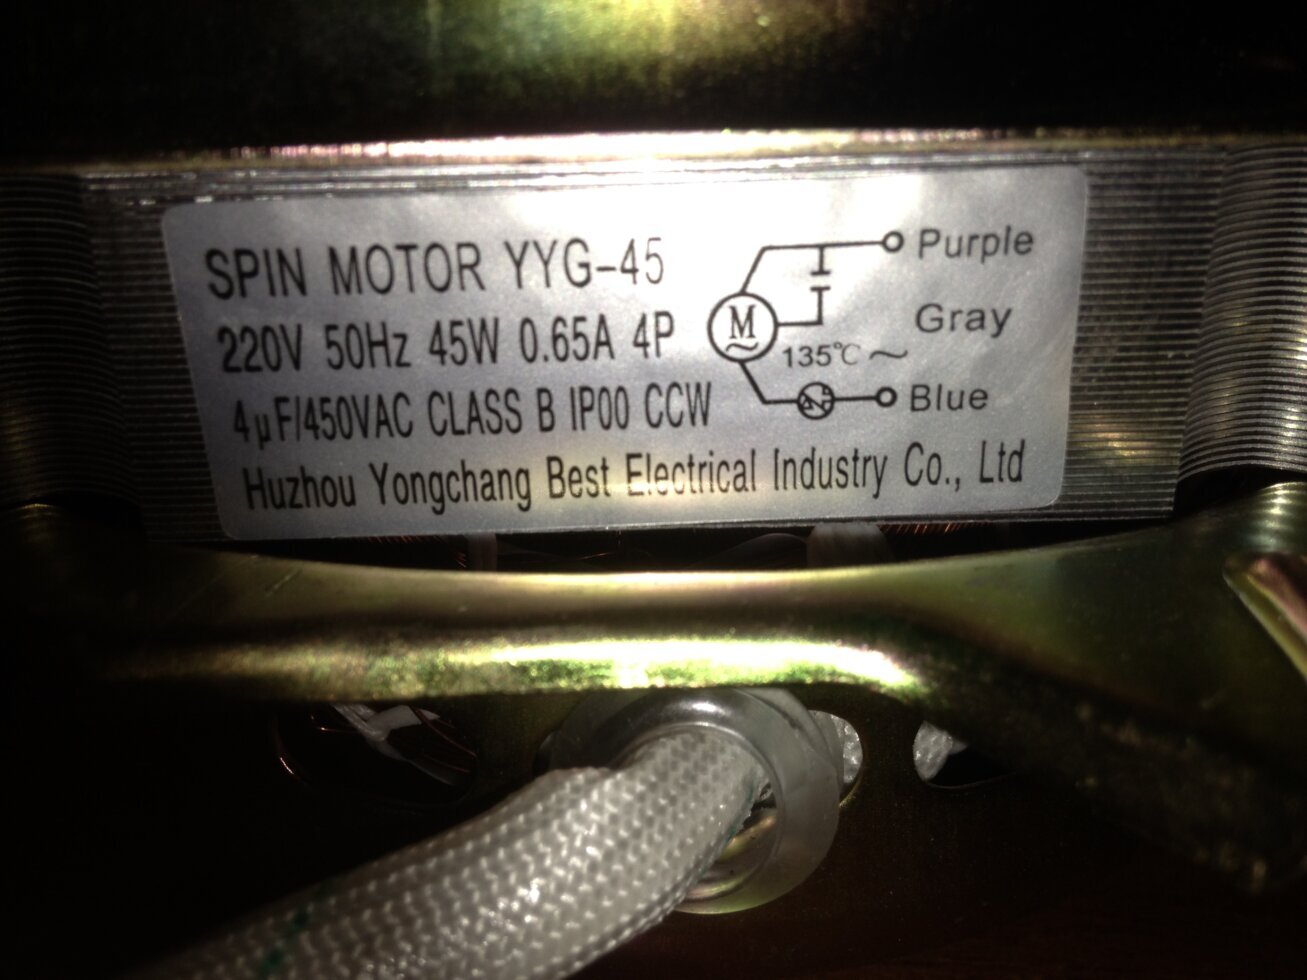 SPIN MOTOR YYG-45
220V 50Hz 45W 0.65A 4P
4μF/450VAC CLASS B IP00 CCW
Huzhou Yongchang Best Electrical Industry Co., Ltd
M
135℃
Purple
Gray
Blue